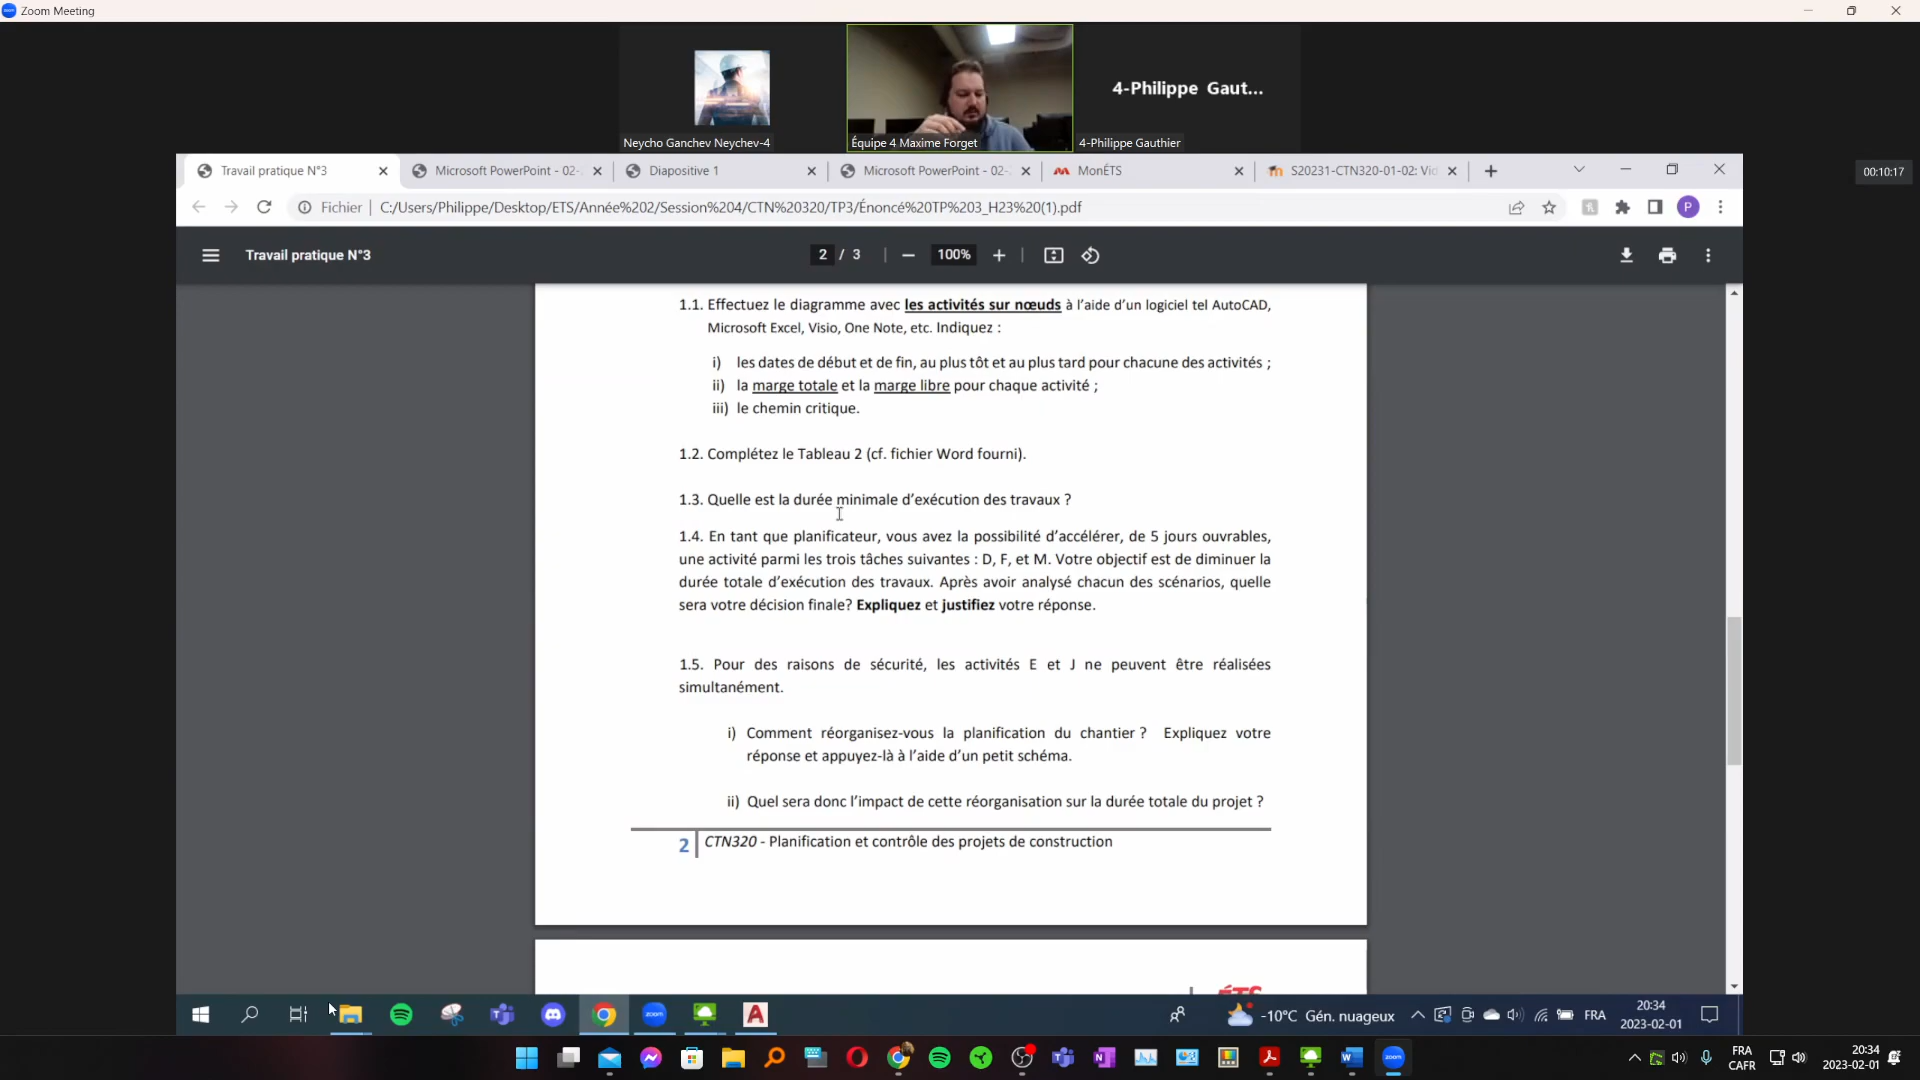 Zoom Meeting
4-Philippe Gaut...
Neycho Ganchev Neychev-4
Équipe 4 Maxime Forget
4-Philippe Gauthier
00:10:17
Travail pratique N°3
Microsoft PowerPoint - 02-
Diapositive 1
Microsoft PowerPoint - 02-
MonÉTS
S20231-CTN320-01-02: Vid
Fichier
C:/Users/Philippe/Desktop/ETS/Année%202/Session%204/CTN%20320/TP3/Énoncé%20TP%203_H23%20(1).pdf
P
Travail pratique N°3
2 / 3
100%
1.1. Effectuez le diagramme avec les activités sur nœuds à l'aide d'un logiciel tel AutoCAD,
Microsoft Excel, Visio, One Note, etc. Indiquez :
i) les dates de début et de fin, au plus tôt et au plus tard pour chacune des activités ;
ii) la marge totale et la marge libre pour chaque activité ;
iii) le chemin critique.
1.2. Complétez le Tableau 2 (cf. fichier Word fourni).
1.3. Quelle est la durée minimale d'exécution des travaux ?
1.4. En tant que planificateur, vous avez la possibilité d'accélérer, de 5 jours ouvrables,
une activité parmi les trois tâches suivantes : D, F, et M. Votre objectif est de diminuer la
durée totale d'exécution des travaux. Après avoir analysé chacun des scénarios, quelle
sera votre décision finale? Expliquez et justifiez votre réponse.
1.5. Pour des raisons de sécurité, les activités E et J ne peuvent être réalisées
simultanément.
i) Comment réorganisez-vous la planification du chantier ? Expliquez votre
réponse et appuyez-là à l'aide d'un petit schéma.
ii) Quel sera donc l'impact de cette réorganisation sur la durée totale du projet ?
2
CTN320 - Planification et contrôle des projets de construction
ÉTS
zoom
-10°C Gén. nuageux
FRA
20:34
2023-02-01
zoom
FRA
CAFR
20:34
2023-02-01